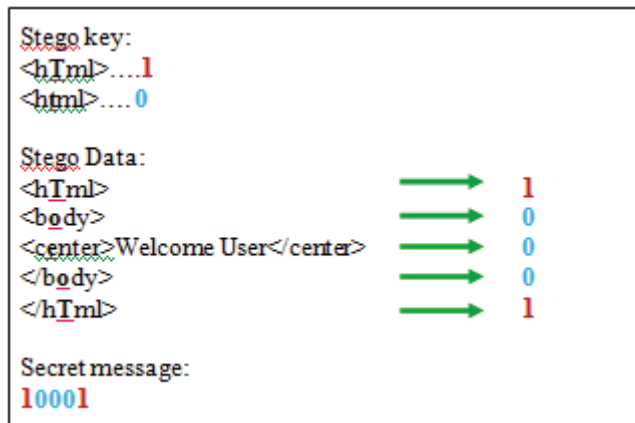 Stego key:
<hTml>....1
<html>.... 0
Stego Data:
<hTml> 1
<body> 0
<center>Welcome User</center> 0
</body> 0
</hTml> 1
Secret message:
10001